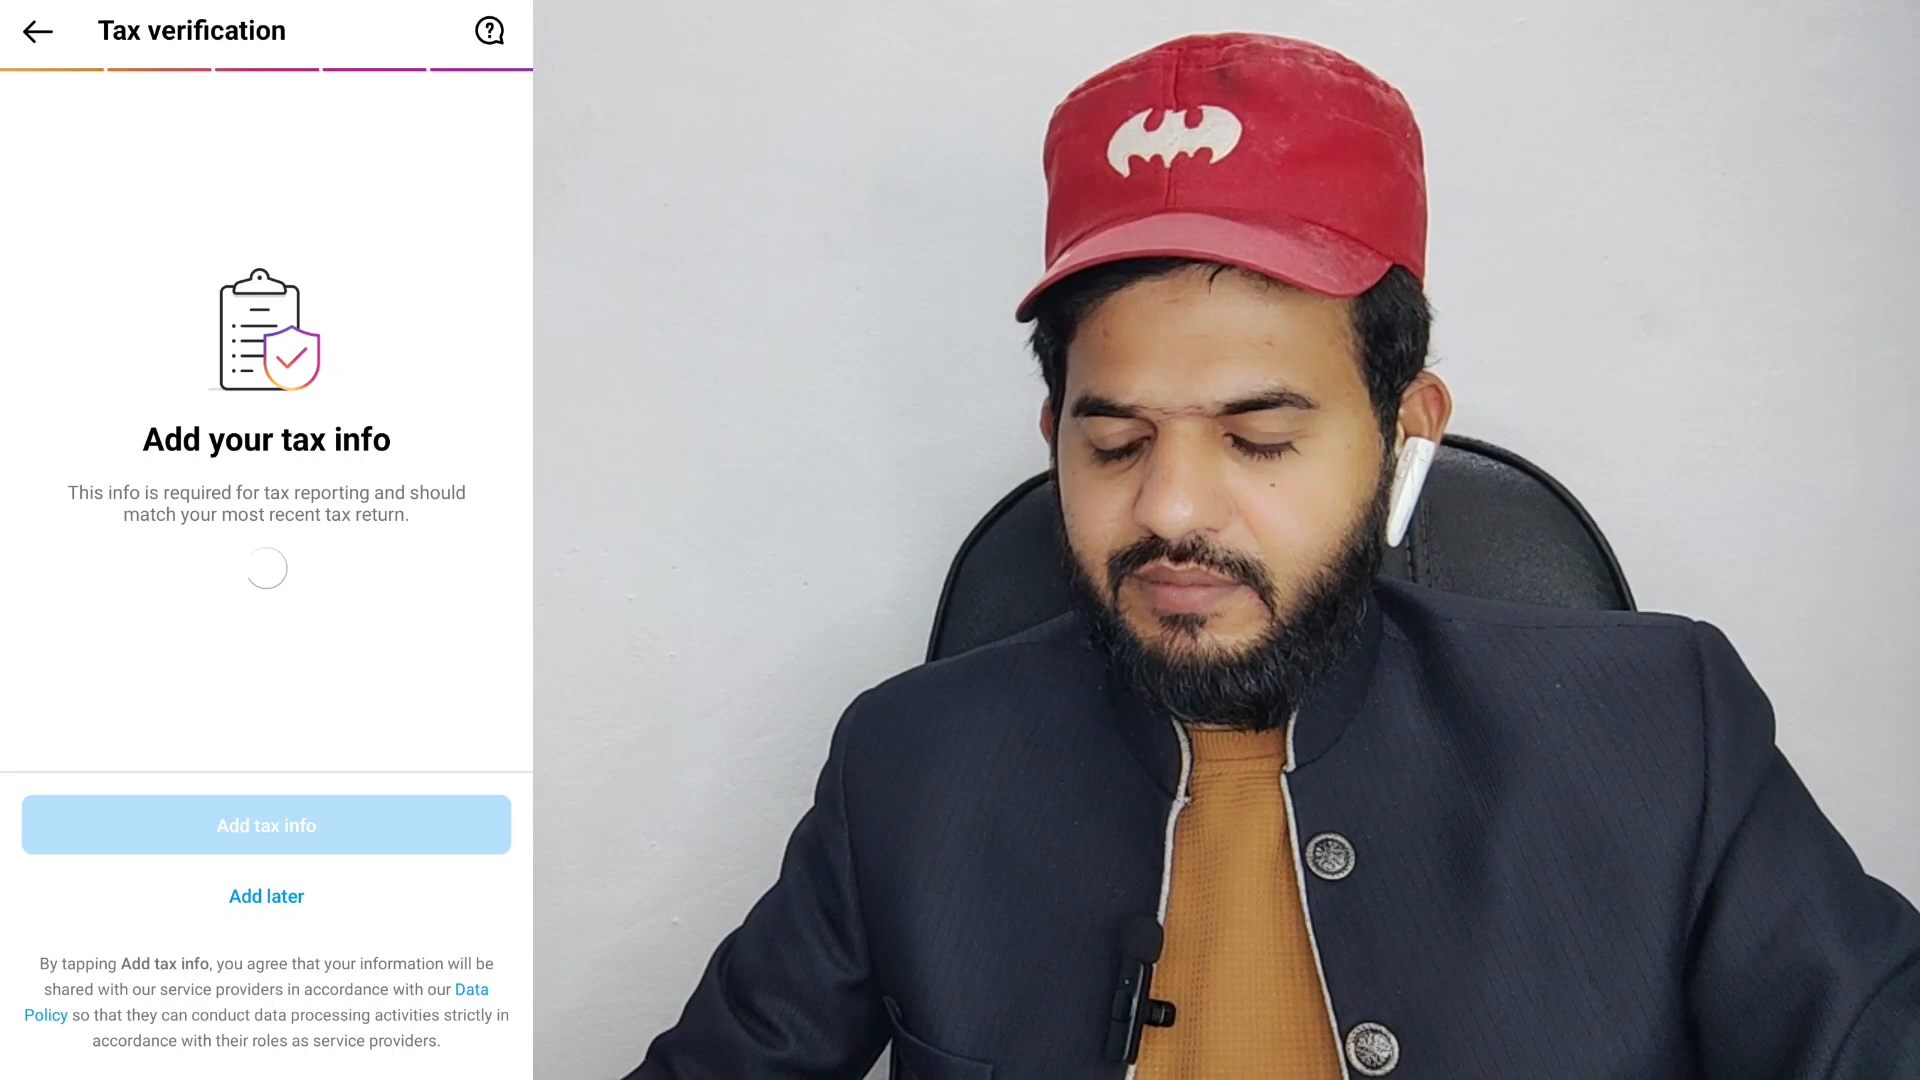 Tax verification
Add your tax info
This info is required for tax reporting and should
match your most recent tax return.
Add tax info
Add later
By tapping Add tax info, you agree that your information will be
shared with our service providers in accordance with our Data
Policy so that they can conduct data processing activities strictly in
accordance with their roles as service providers.